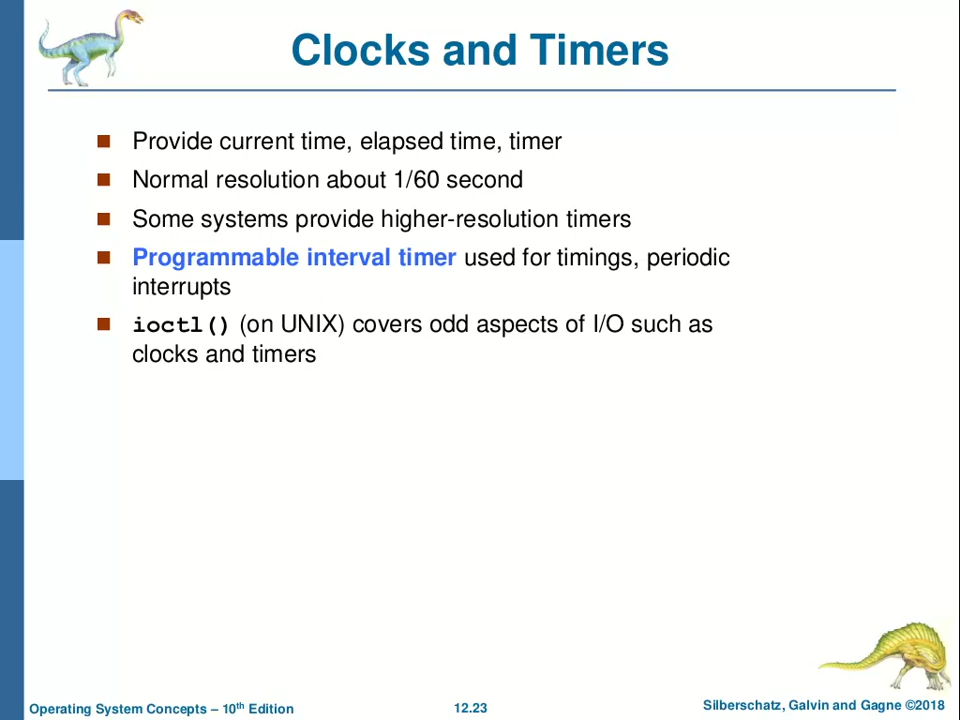 Clocks and Timers
Provide current time, elapsed time, timer
Normal resolution about 1/60 second
Some systems provide higher-resolution timers
Programmable interval timer used for timings, periodic
interrupts
ioctl() (on UNIX) covers odd aspects of I/O such as
clocks and timers
Operating System Concepts – 10th Edition
12.23
Silberschatz, Galvin and Gagne ©2018